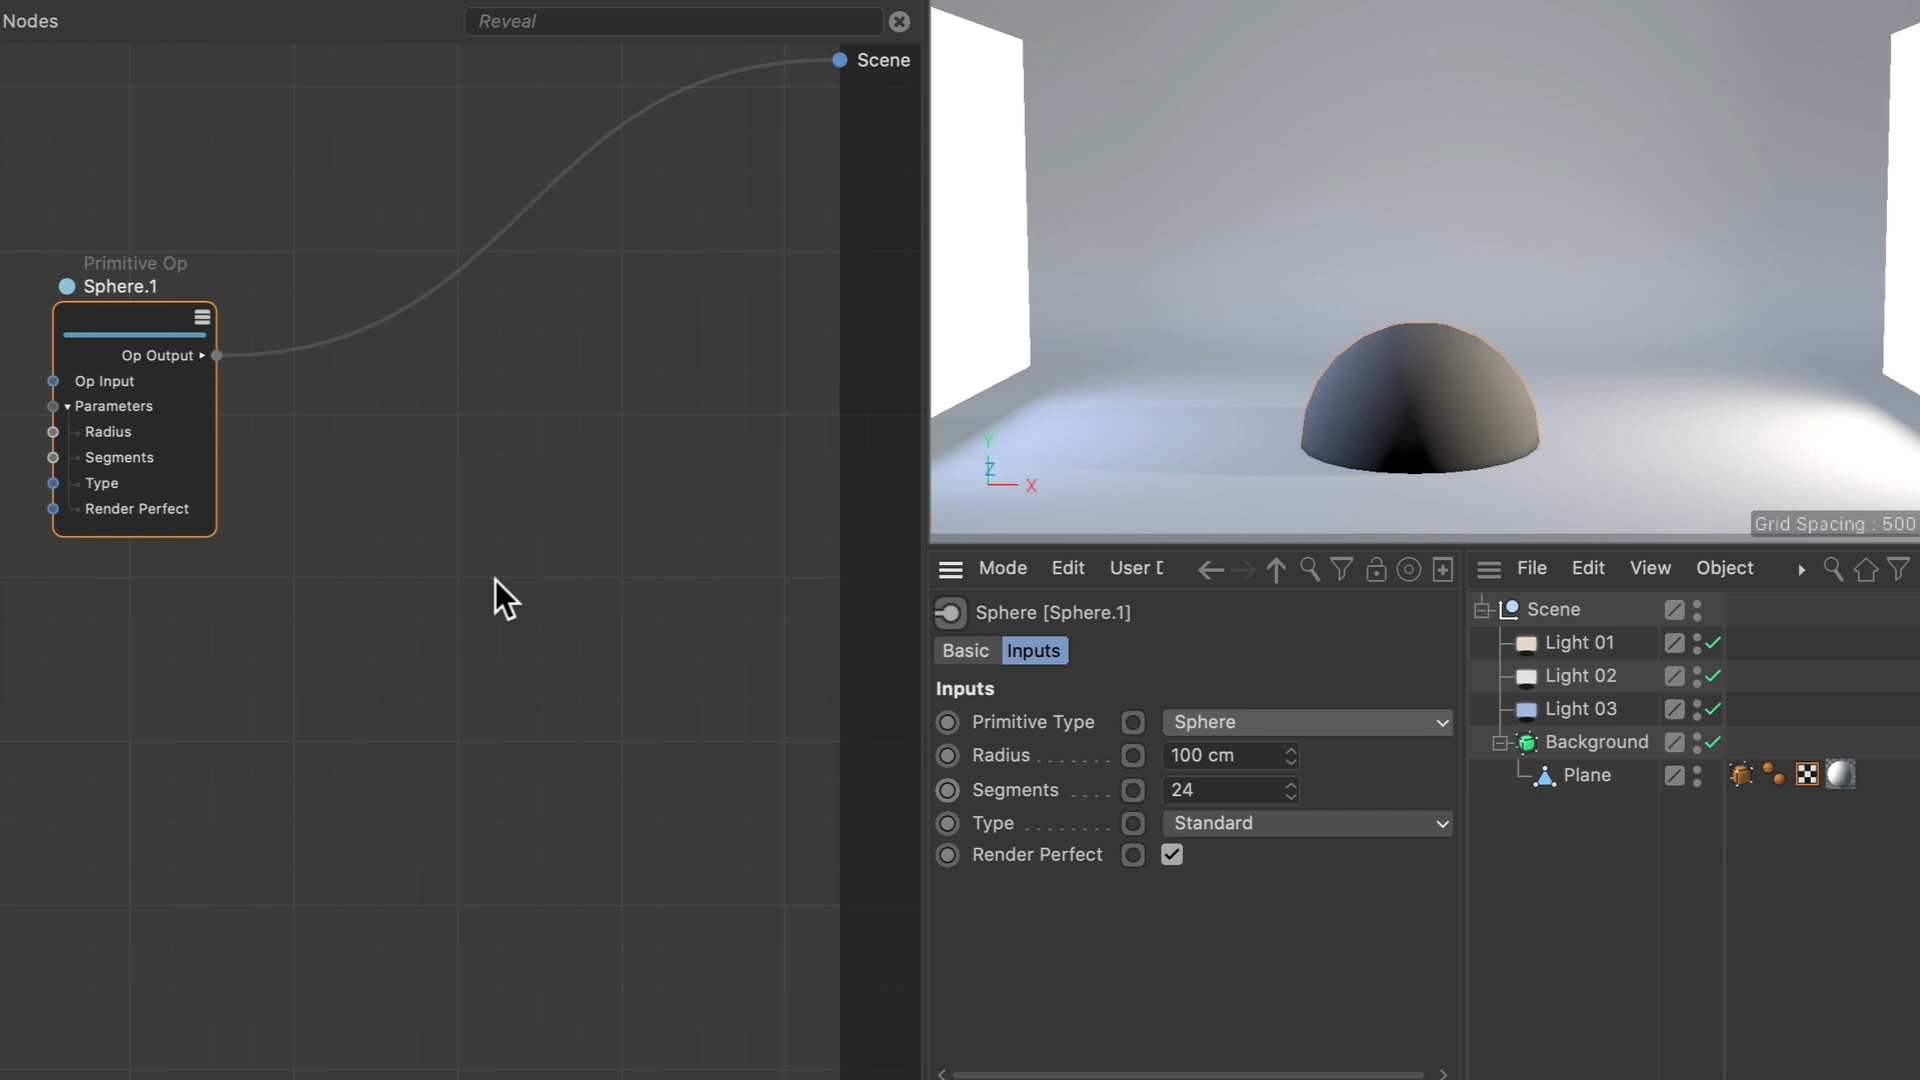 Nodes
Reveal
Scene
Primitive Op
Sphere.1
Op Output
Op Input
Parameters
Radius
Segments
Type
Render Perfect
Y
Z
X
Grid Spacing : 500
Mode Edit User D
Sphere [Sphere.1]
Basic Inputs
Inputs
Primitive Type Sphere
Radius . . . . . . . 100 cm
Segments . . . . 24
Type . . . . . . . . Standard
Render Perfect
File Edit View Object
Scene
Light 01
Light 02
Light 03
Background
Plane